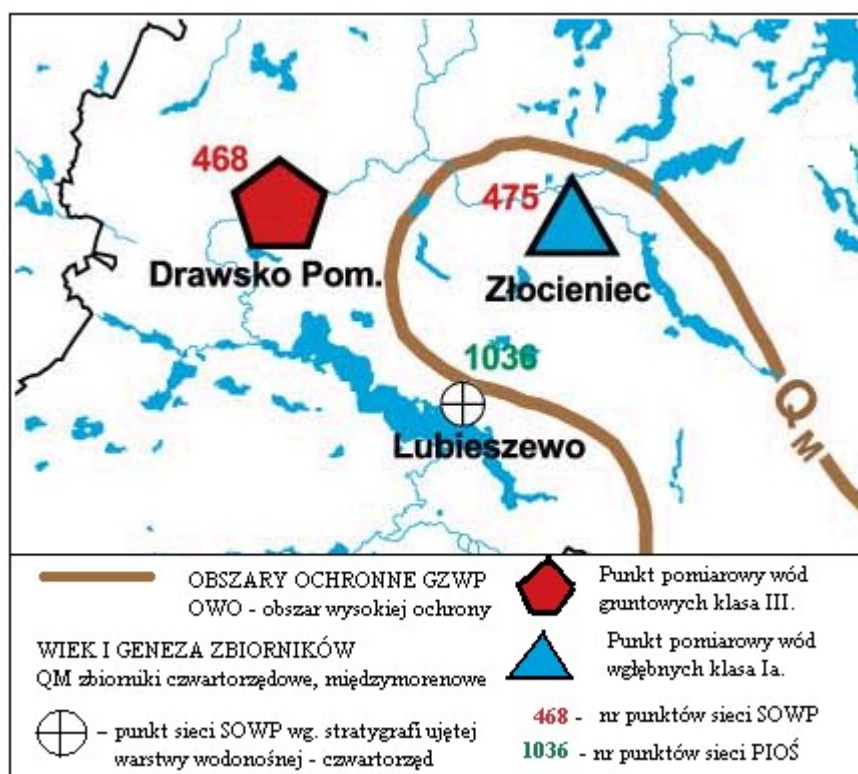 468
475
Drawsko Pom.
Złocieniec
1036
Lubieszewo
QM
OBSZARY OCHRONNE GZWP
OWO - obszar wysokiej ochrony
WIEK I GENEZA ZBIORNIKÓW
QM zbiorniki czwartorzędowe, międzymorenowe
– punkt sieci SOWP wg. stratygrafi ujętej
warstwy wodonośnej - czwartorzęd
Punkt pomiarowy wód
gruntowych klasa III.
Punkt pomiarowy wód
wgłębnych klasa Ia.
468 - nr punktów sieci SOWP
1036 - nr punktów sieci PIOŚ